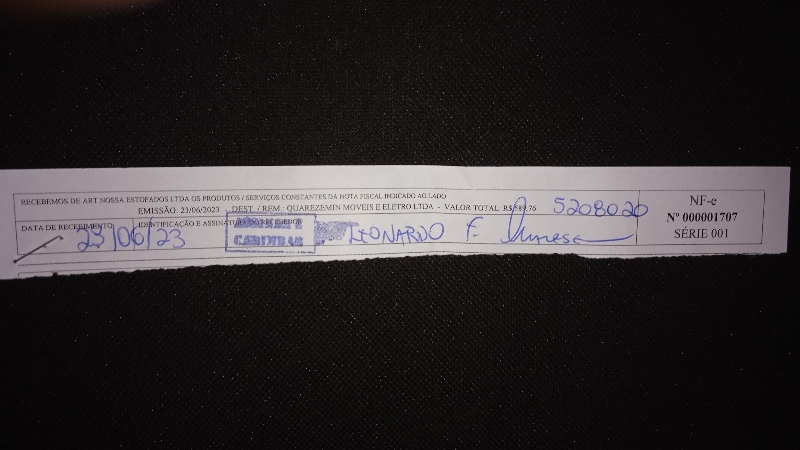 RECEBEMOS DE ART NOSSA ESTOFADOS LTDA OS PRODUTOS / SERVIÇOS CONSTANTES DA NOTA FISCAL INDICADO AO LADO
EMISSÃO: 23/06/2023 - DEST. / REM.: QUAREZEMIN MOVEIS E ELETRO LTDA - VALOR TOTAL: R$ 5208020
DATA DE RECEBIMENTO IDENTIFICAÇÃO E ASSINATURA DO RECEBEDOR
23/06/23 CARIMBAR LEONARDO F.
NF-e
Nº 000001707
SÉRIE 001